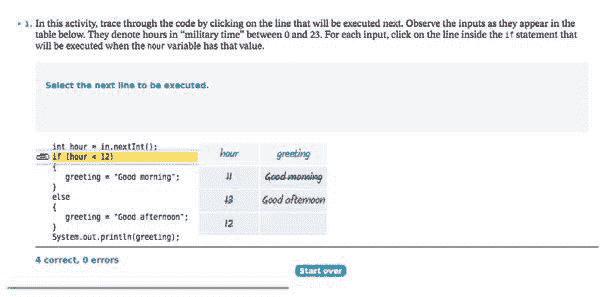 1. In this activity, trace through the code by clicking on the line that will be executed next. Observe the inputs as they appear in the
table below. They denote hours in "military time" between 0 and 23. For each input, click on the line inside the if statement that
will be executed when the hour variable has that value.
Select the next line to be executed.
int hour = in.nextInt();
if (hour < 12)
{
greeting = "Good morning";
}
else
{
greeting = "Good afternoon";
}
System.out.println(greeting);
hour greeting
11 Good morning
13 Good afternoon
12
4 correct, 0 errors
Start over